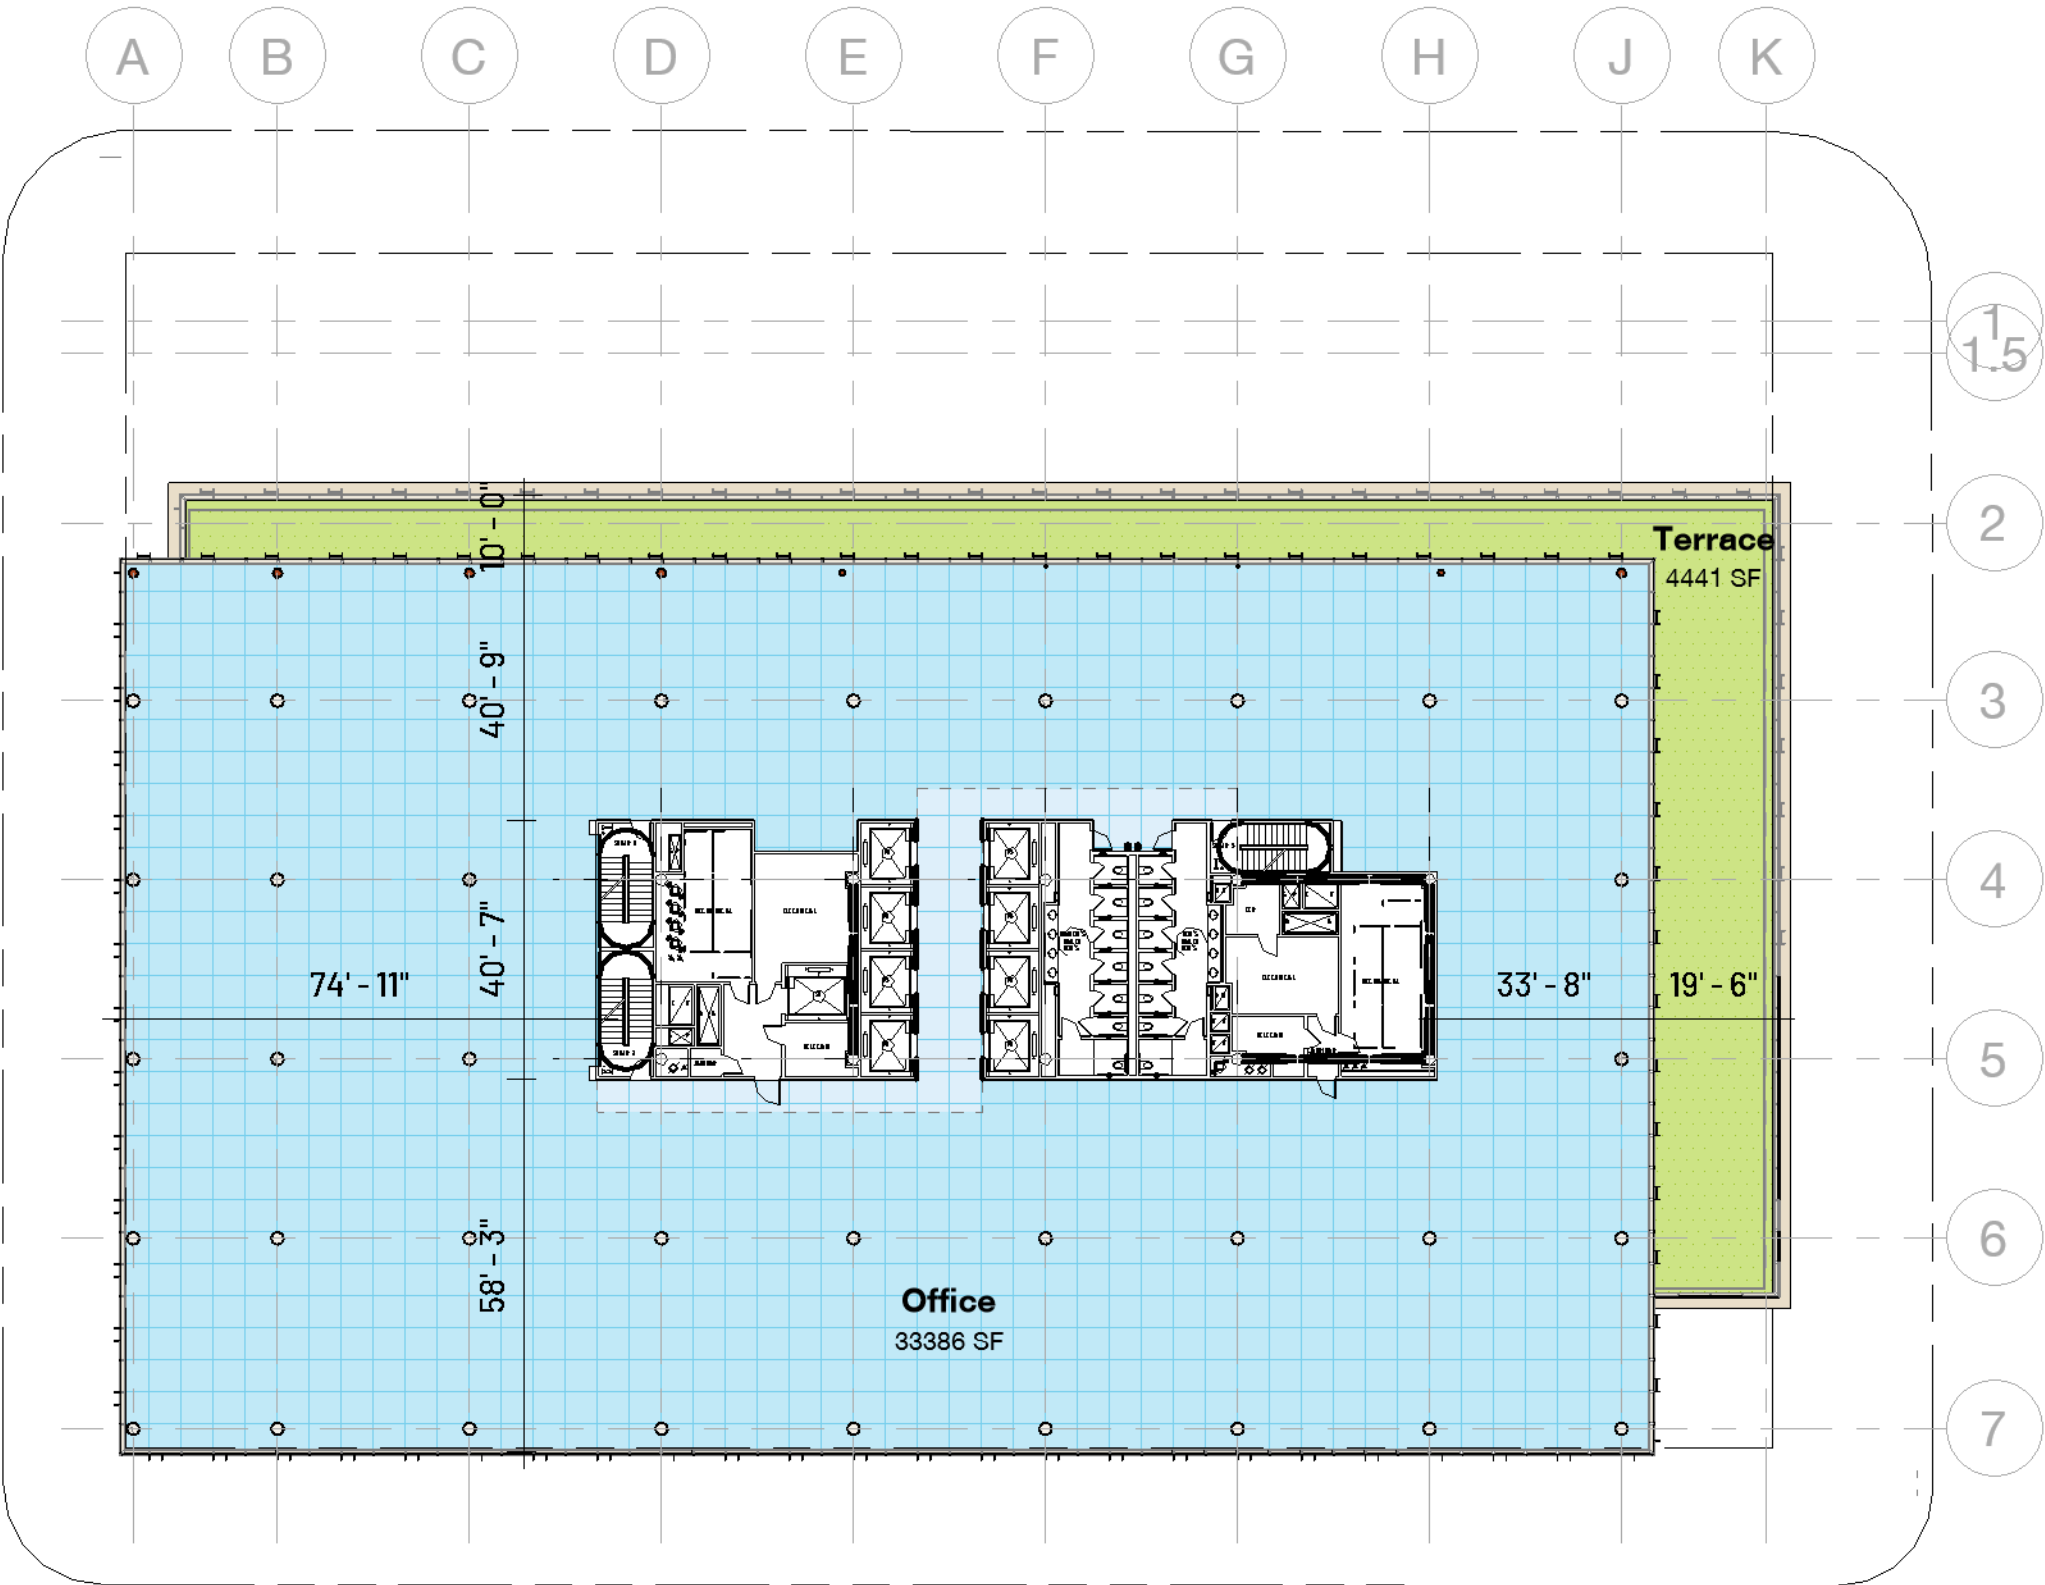 A B C D E F G H J K
1
1.5
2
10' - 0"
Terrace
4441 SF
40' - 9"
3
4
74' - 11"
40' - 7"
33' - 8"
19' - 6"
5
6
58' - 3"
Office
33386 SF
7